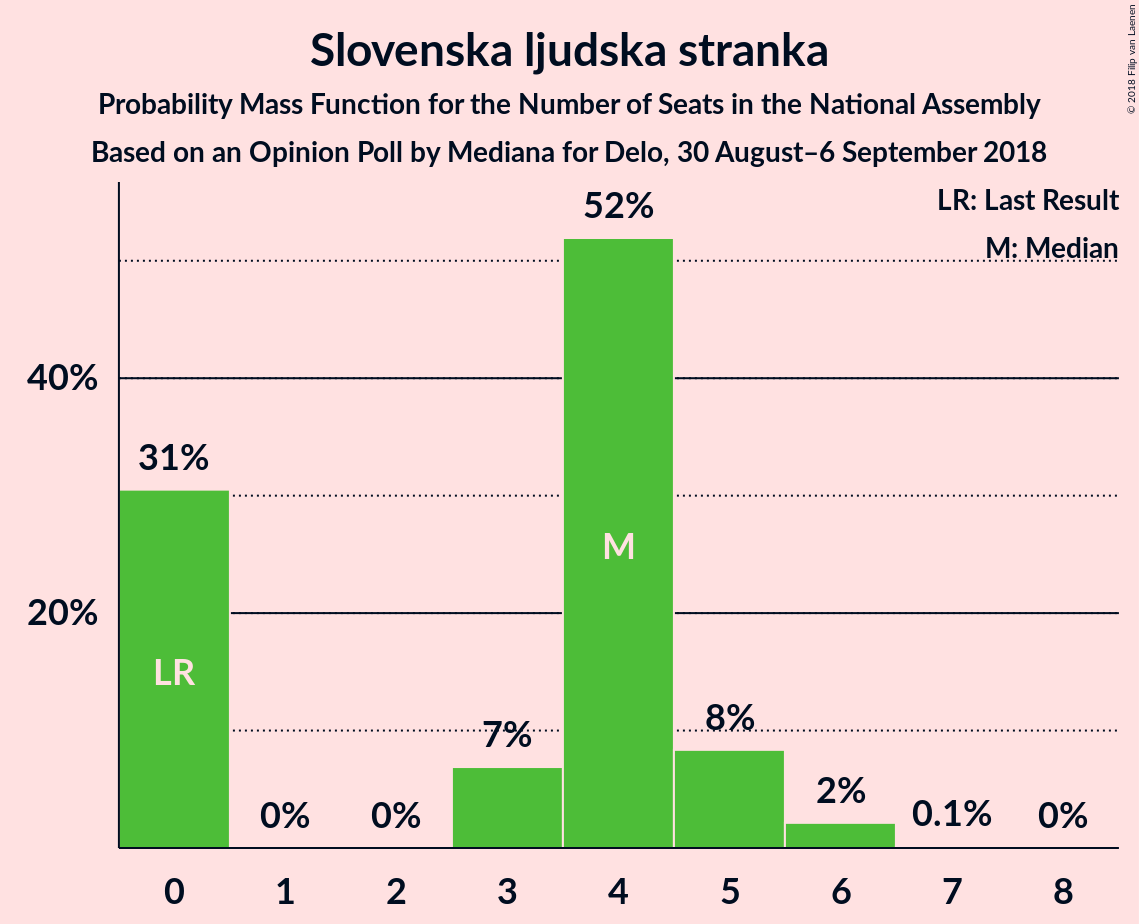 Slovenska ljudska stranka
Probability Mass Function for the Number of Seats in the National Assembly
Based on an Opinion Poll by Mediana for Delo, 30 August–6 September 2018
© 2018 Filip van Laenen
LR: Last Result
M: Median
52%
40%
31%
M
20%
LR
7%
8%
0%
0%
2%
0.1%
0%
0 1 2 3 4 5 6 7 8